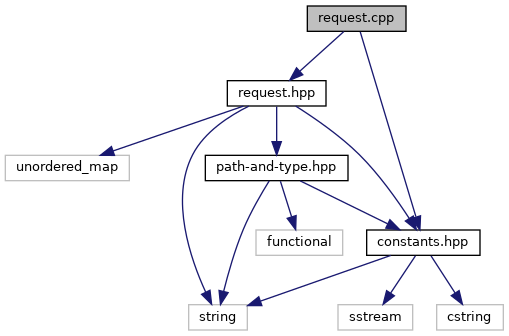 request.cpp
request.hpp
unordered_map
path-and-type.hpp
functional
constants.hpp
string
sstream
cstring